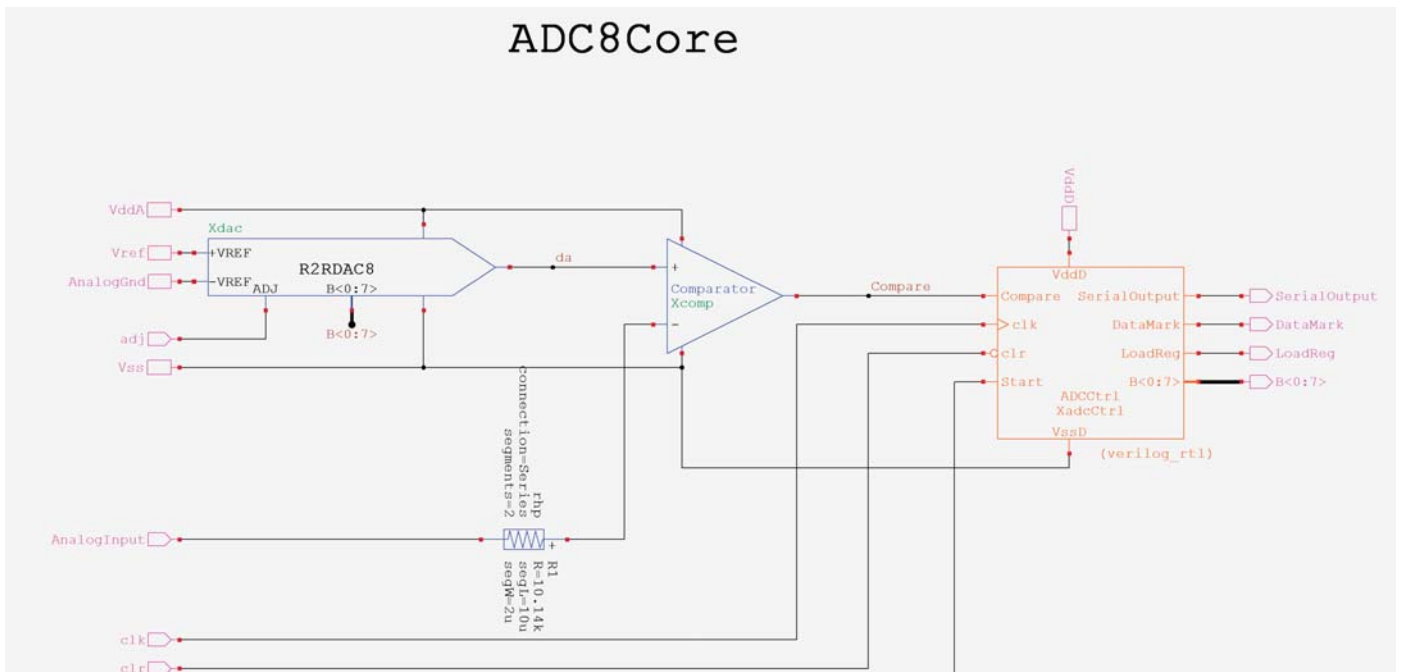 ADC8Core
VddD
VddA
Xdac
Vref
+VREF
R2RDAC8
da
AnalogGnd
-VREF
ADJ
B<0:7>
Comparator
Xcomp
+
-
Compare
VddD
Compare
SerialOutput
SerialOutput
clk
DataMark
DataMark
clr
LoadReg
LoadReg
Start
B<0:7>
B<0:7>
ADCCtrl
XadcCtrl
VssD
(verilog_rtl)
adj
B<0:7>
Vss
rhp
connection=Series
segments=2
AnalogInput
+
R1
R=10.14k
segL=10u
segW=2u
clk
clr